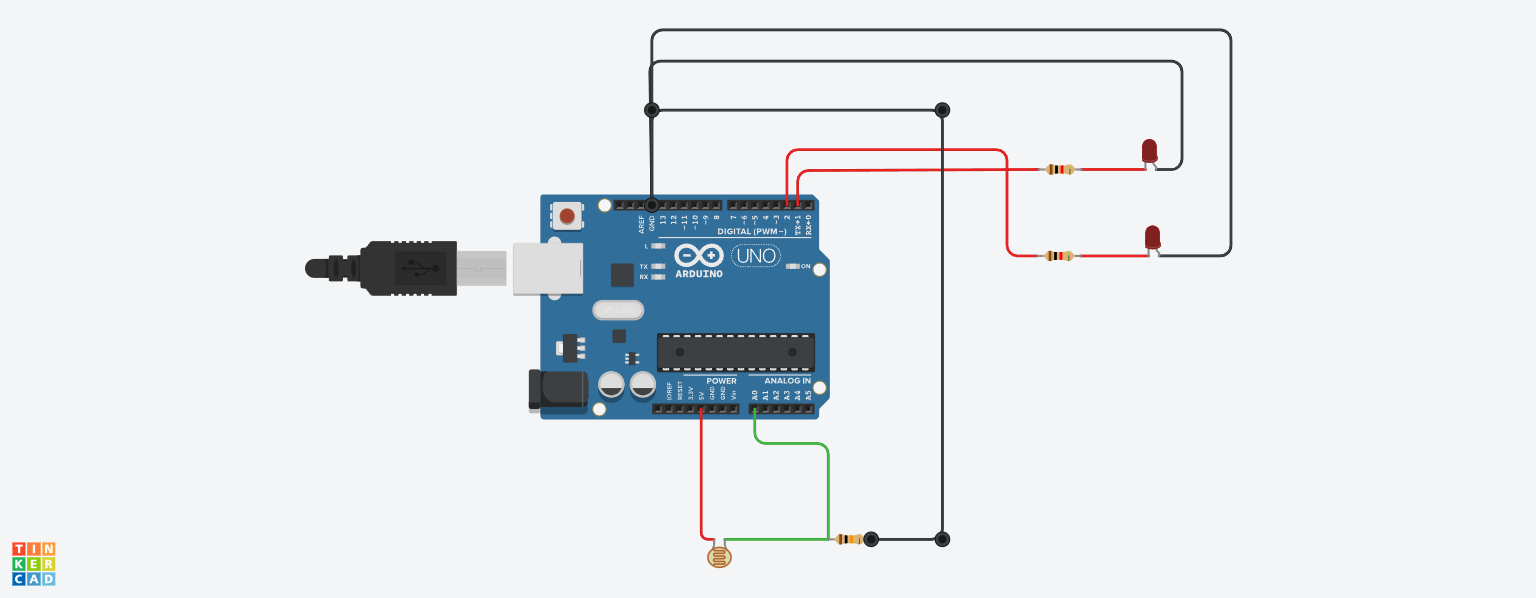 AREF
GND
13
12
~11
~10
~9
8
7
~6
~5
4
~3
2
TX→1
RX←0
DIGITAL (PWM~)
L
TX
RX
ARDUINO
UNO
ON
POWER
ANALOG IN
IOREF
RESET
3.3V
5V
GND
GND
Vin
A0
A1
A2
A3
A4
A5
TIN
KER
CAD